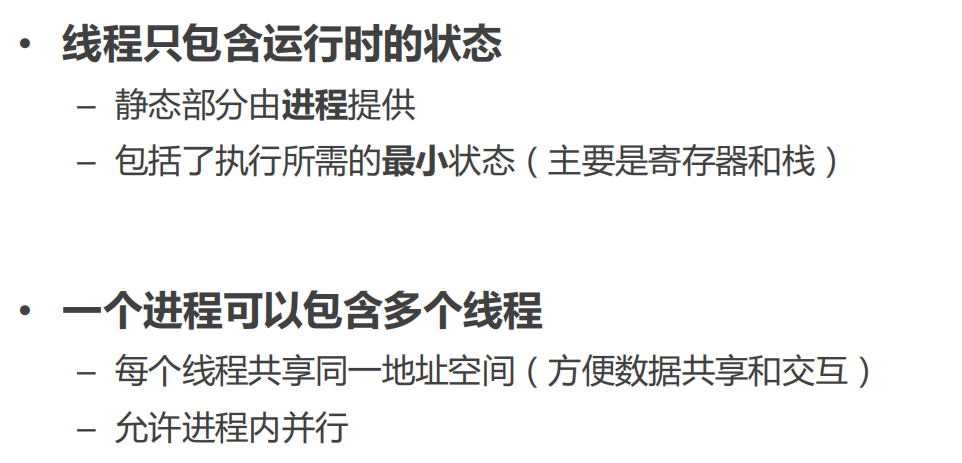 • 线程只包含运行时的状态
– 静态部分由进程提供
– 包括了执行所需的最小状态（主要是寄存器和栈）
• 一个进程可以包含多个线程
– 每个线程共享同一地址空间（方便数据共享和交互）
– 允许进程内并行